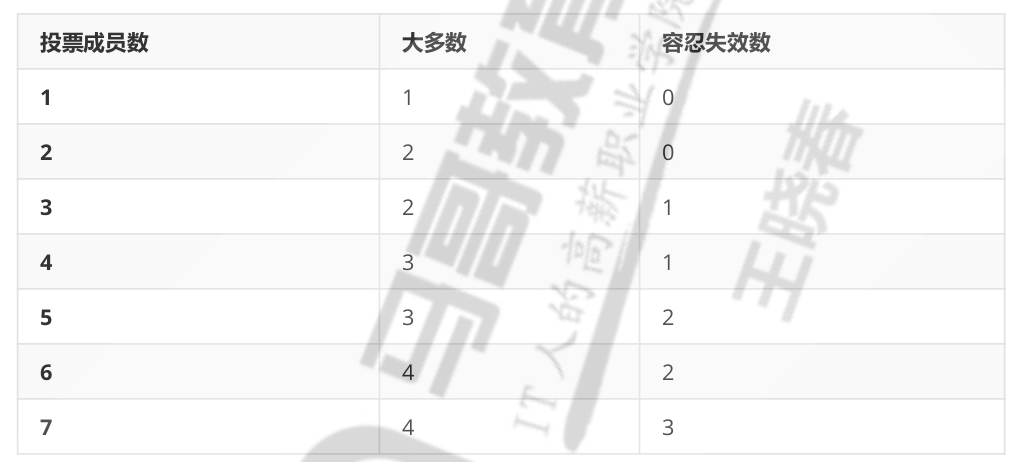 投票成员数 大多数 容忍失效数
1 1 0
2 2 0
3 2 1
4 3 1
5 3 2
6 4 2
7 4 3
马哥教育
IT人的高薪职业学院
王晓春